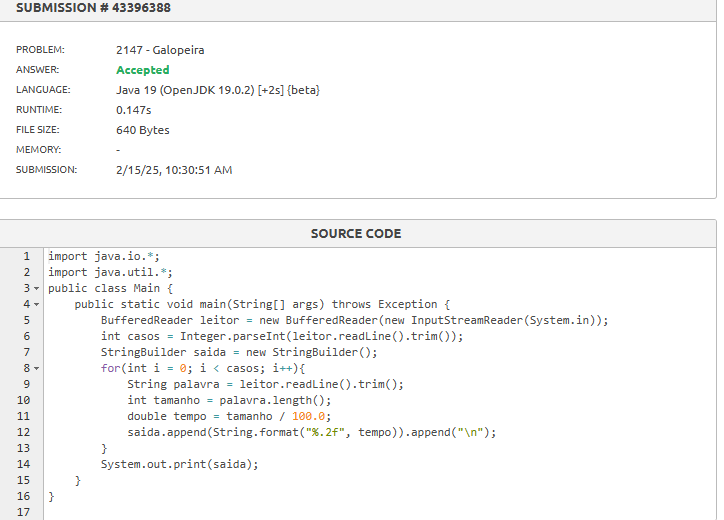 SUBMISSION # 43396388
PROBLEM: 2147 - Galopeira
ANSWER: Accepted
LANGUAGE: Java 19 (OpenJDK 19.0.2) [+2s] {beta}
RUNTIME: 0.147s
FILE SIZE: 640 Bytes
MEMORY: -
SUBMISSION: 2/15/25, 10:30:51 AM
SOURCE CODE
1 import java.io.*;
2 import java.util.*;
3 public class Main {
4     public static void main(String[] args) throws Exception {
5         BufferedReader leitor = new BufferedReader(new InputStreamReader(System.in));
6         int casos = Integer.parseInt(leitor.readLine().trim());
7         StringBuilder saida = new StringBuilder();
8         for(int i = 0; i < casos; i++){
9             String palavra = leitor.readLine().trim();
10             int tamanho = palavra.length();
11             double tempo = tamanho / 100.0;
12             saida.append(String.format("%.2f", tempo)).append("\n");
13         }
14         System.out.print(saida);
15     }
16 }
17